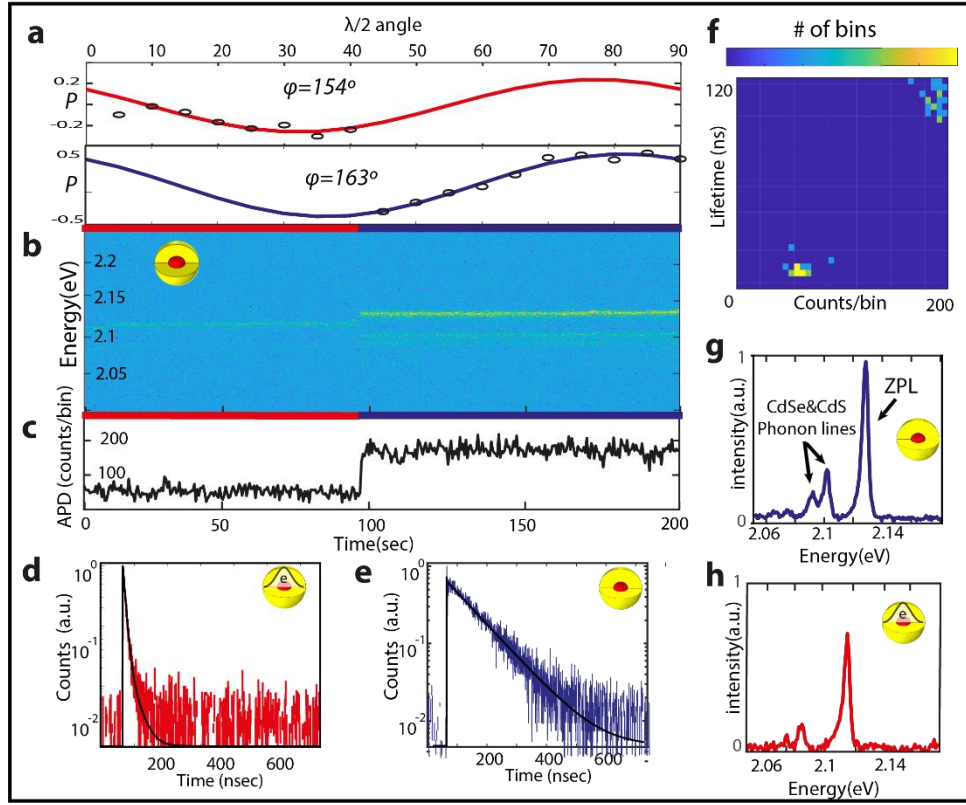 a
λ/2 angle
0 10 20 30 40 50 60 70 80 90
0.2
P
-0.2
φ=154º
0.5
P
-0.5
φ=163º
b
Energy(eV)
2.2
2.15
2.1
2.05
c
APD (counts/bin)
200
100
0 50 100 150 200
Time(sec)
d
e
Counts (a.u.)
10⁰
10⁻¹
10⁻²
200 400 600
Time (nsec)
e
Counts (a.u.)
10⁰
10⁻¹
10⁻²
200 400 600
Time (nsec)
f
# of bins
120
Lifetime (ns)
0 200
Counts/bin
g
1
ZPL
CdSe&CdS
Phonon lines
intensity(a.u.)
0
2.06 2.1 2.14
Energy(eV)
h
1
e
intensity(a.u.)
0
2.06 2.1 2.14
Energy(eV)